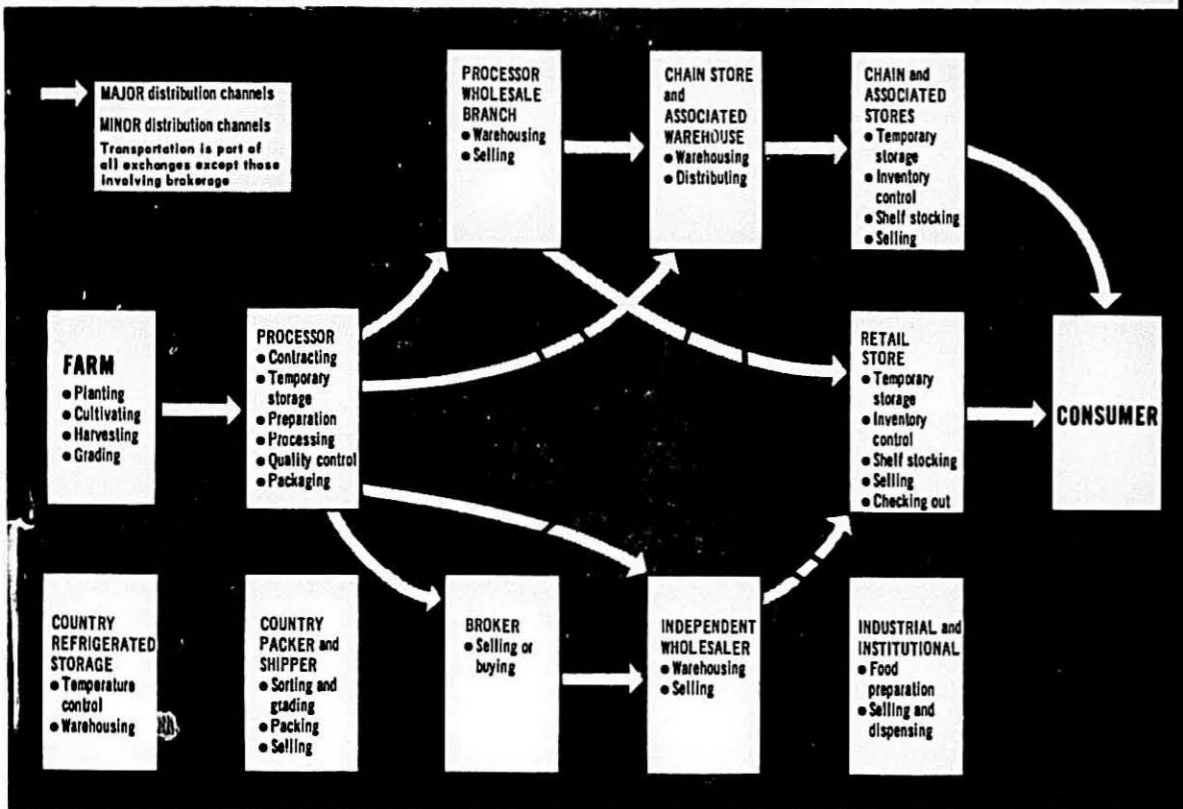 MAJOR distribution channels
MINOR distribution channels
Transportation is part of
all exchanges except those
involving brokerage
PROCESSOR
WHOLESALE
BRANCH
● Warehousing
● Selling
CHAIN STORE
and
ASSOCIATED
WAREHOUSE
● Warehousing
● Distributing
CHAIN and
ASSOCIATED
STORES
● Temporary
storage
● Inventory
control
● Shelf stocking
● Selling
FARM
● Planting
● Cultivating
● Harvesting
● Grading
PROCESSOR
● Contracting
● Temporary
storage
● Preparation
● Processing
● Quality control
● Packaging
RETAIL
STORE
● Temporary
storage
● Inventory
control
● Shelf stocking
● Selling
● Checking out
CONSUMER
COUNTRY
REFRIGERATED
STORAGE
● Temperature
control
● Warehousing
COUNTRY
PACKER and
SHIPPER
● Sorting and
grading
● Packing
● Selling
BROKER
● Selling or
buying
INDEPENDENT
WHOLESALER
● Warehousing
● Selling
INDUSTRIAL and
INSTITUTIONAL
● Food
preparation
● Selling and
dispensing